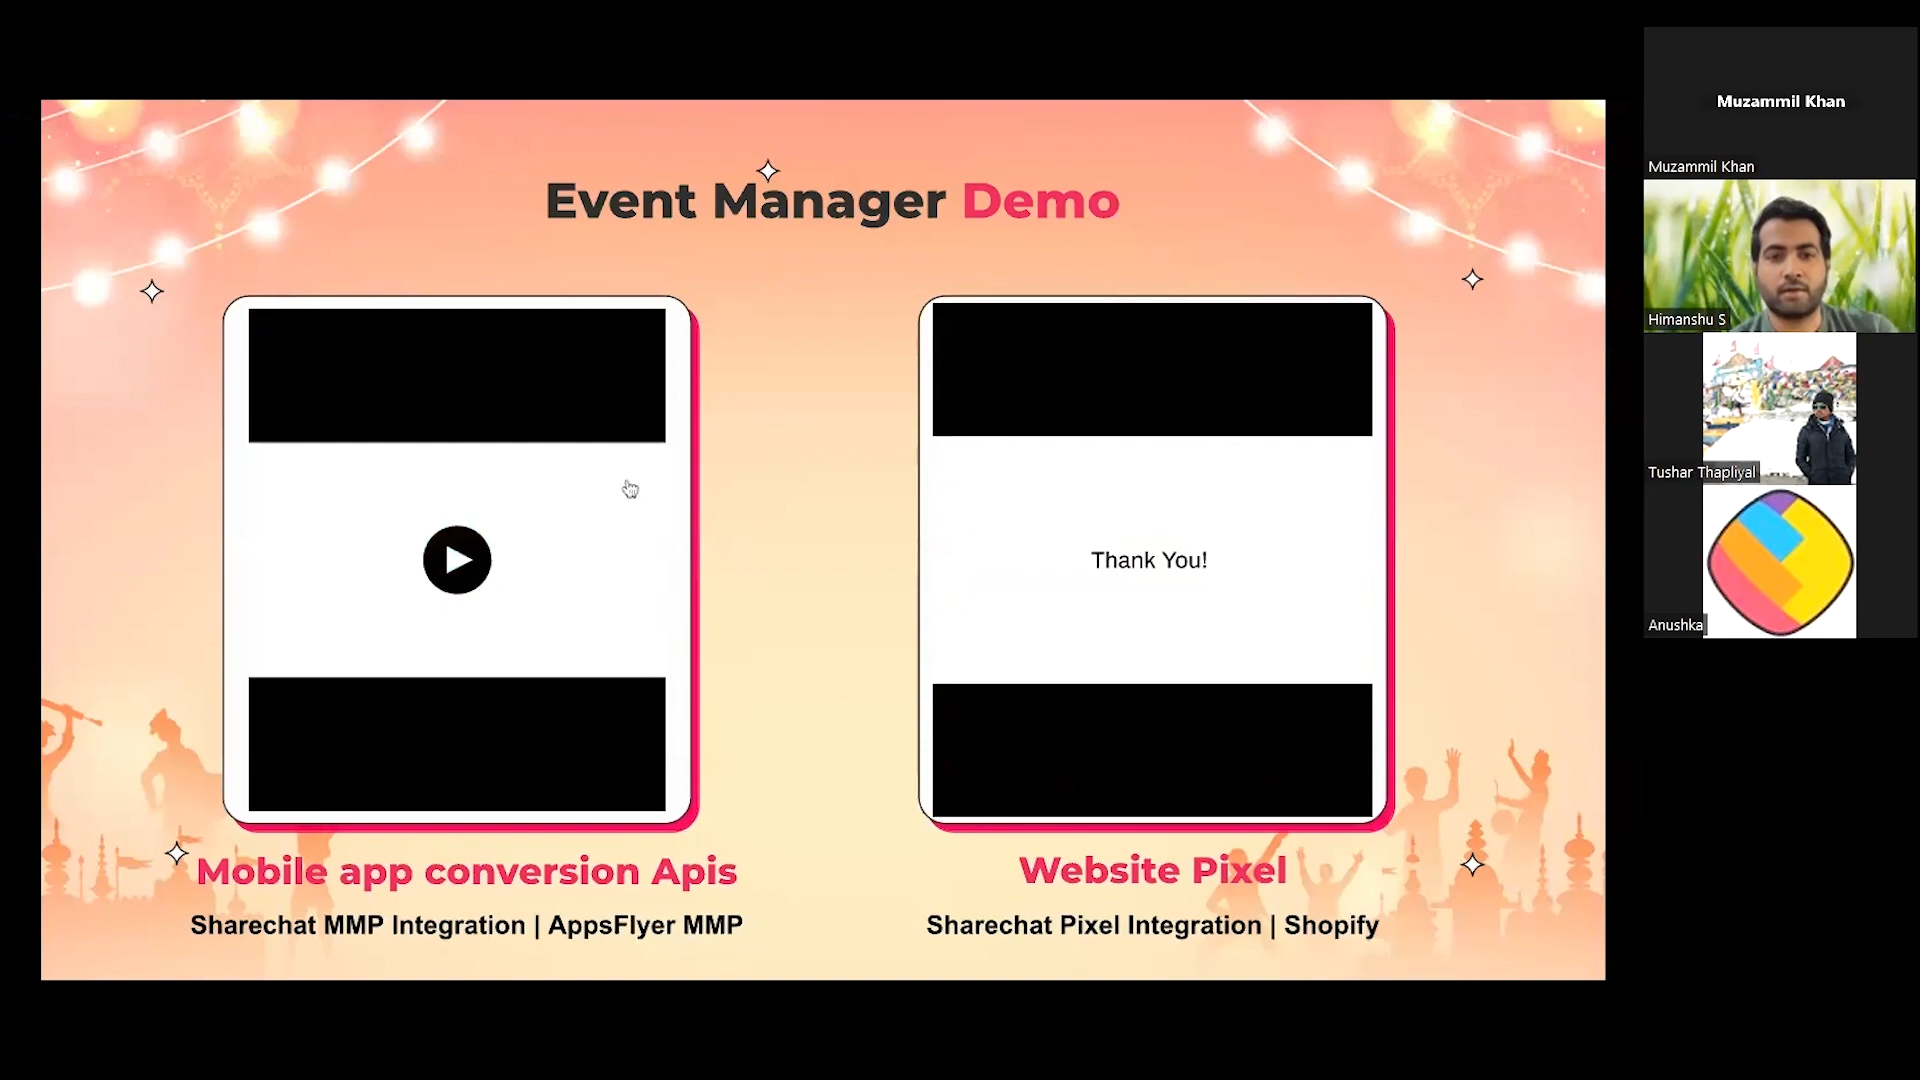 Event Manager Demo
Thank You!
Mobile app conversion Apis
Sharechat MMP Integration | AppsFlyer MMP
Website Pixel
Sharechat Pixel Integration | Shopify
Muzammil Khan
Muzammil Khan
Himanshu S
Tushar Thapliyal
Anushka